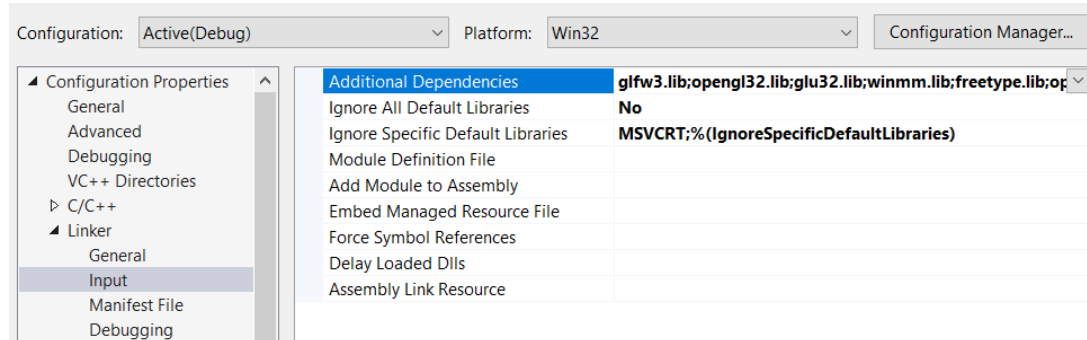 Configuration: Active(Debug) Platform: Win32 Configuration Manager...
Configuration Properties
General
Advanced
Debugging
VC++ Directories
C/C++
Linker
General
Input
Manifest File
Debugging
Additional Dependencies glfw3.lib;opengl32.lib;glu32.lib;winmm.lib;freetype.lib;op
Ignore All Default Libraries No
Ignore Specific Default Libraries MSVCRT;%(IgnoreSpecificDefaultLibraries)
Module Definition File
Add Module to Assembly
Embed Managed Resource File
Force Symbol References
Delay Loaded Dlls
Assembly Link Resource